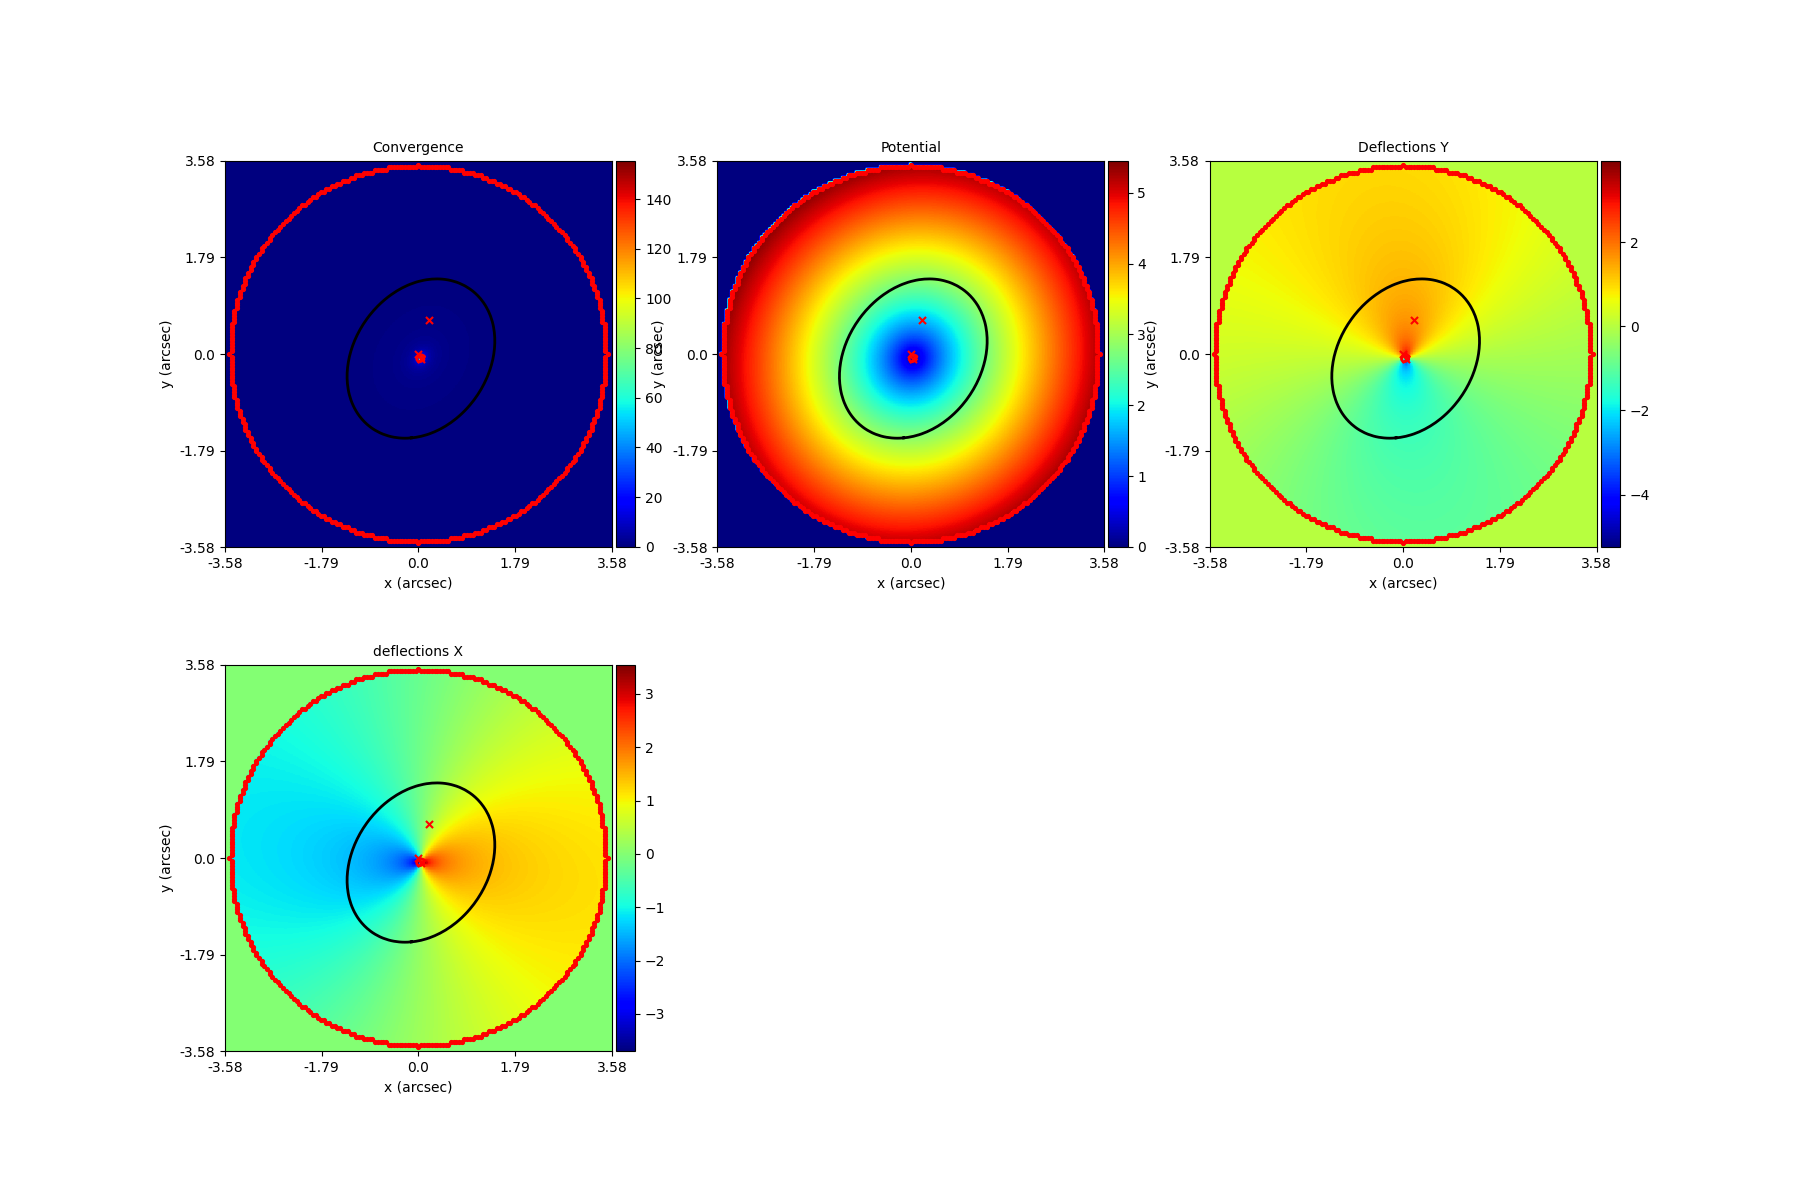 Convergence
3.58
1.79
0.0
-1.79
-3.58
y (arcsec)
-3.58 -1.79 0.0 1.79 3.58
x (arcsec)
140
120
100
80
60
40
20
0
Potential
3.58
1.79
0.0
-1.79
-3.58
y (arcsec)
-3.58 -1.79 0.0 1.79 3.58
x (arcsec)
5
4
3
2
1
0
Deflections Y
y (arcsec)
3.58
1.79
0.0
-1.79
-3.58
-3.58 -1.79 0.0 1.79 3.58
x (arcsec)
2
0
−2
−4
deflections X
3.58
1.79
0.0
-1.79
-3.58
y (arcsec)
-3.58 -1.79 0.0 1.79 3.58
x (arcsec)
3
2
1
0
−1
−2
−3